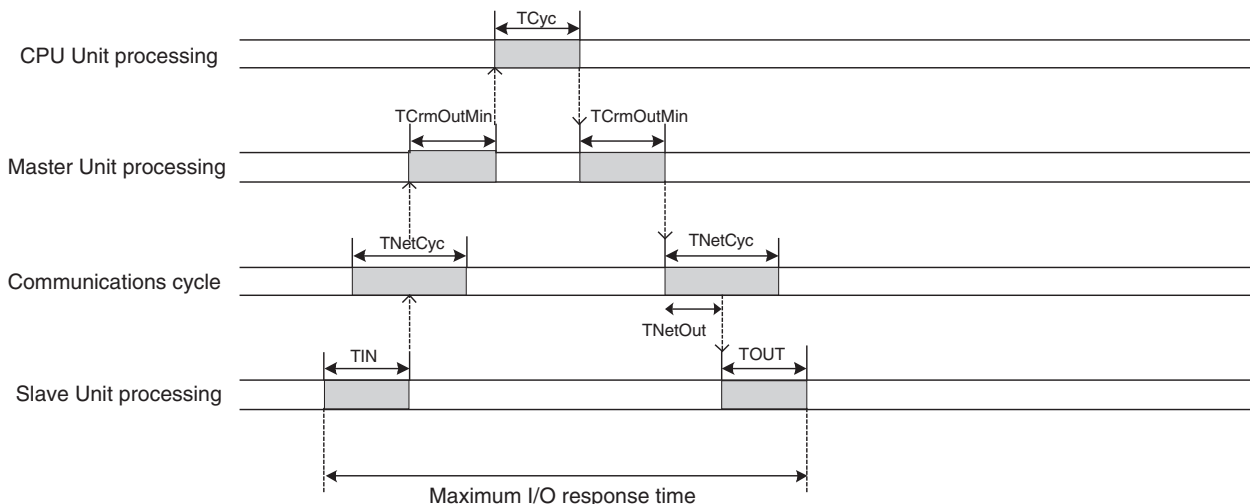 TCyc
CPU Unit processing
TCrmOutMin
TCrmOutMin
Master Unit processing
TNetCyc
TNetCyc
Communications cycle
TNetOut
TIN
TOUT
Slave Unit processing
Maximum I/O response time